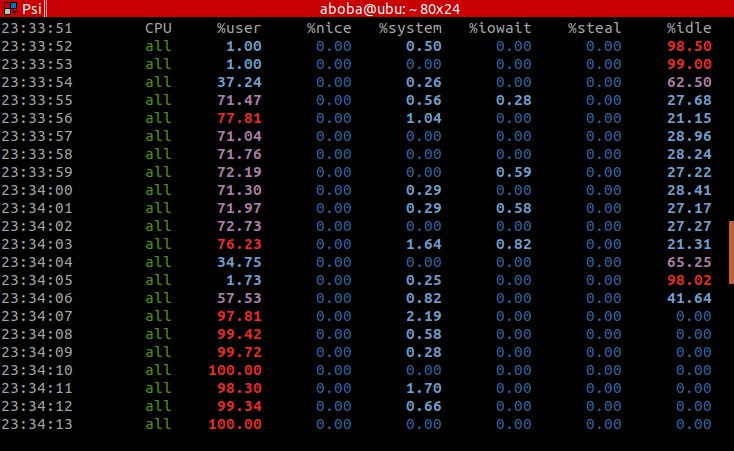 Psi aboba@ubu: ~ 80x24
23:33:51 CPU %user %nice %system %iowait %steal %idle
23:33:52 all 1.00 0.00 0.50 0.00 0.00 98.50
23:33:53 all 1.00 0.00 0.00 0.00 0.00 99.00
23:33:54 all 37.24 0.00 0.26 0.00 0.00 62.50
23:33:55 all 71.47 0.00 0.56 0.28 0.00 27.68
23:33:56 all 77.81 0.00 1.04 0.00 0.00 21.15
23:33:57 all 71.04 0.00 0.00 0.00 0.00 28.96
23:33:58 all 71.76 0.00 0.00 0.00 0.00 28.24
23:33:59 all 72.19 0.00 0.00 0.59 0.00 27.22
23:34:00 all 71.30 0.00 0.29 0.00 0.00 28.41
23:34:01 all 71.97 0.00 0.29 0.58 0.00 27.17
23:34:02 all 72.73 0.00 0.00 0.00 0.00 27.27
23:34:03 all 76.23 0.00 1.64 0.82 0.00 21.31
23:34:04 all 34.75 0.00 0.00 0.00 0.00 65.25
23:34:05 all 1.73 0.00 0.25 0.00 0.00 98.02
23:34:06 all 57.53 0.00 0.82 0.00 0.00 41.64
23:34:07 all 97.81 0.00 2.19 0.00 0.00 0.00
23:34:08 all 99.42 0.00 0.58 0.00 0.00 0.00
23:34:09 all 99.72 0.00 0.28 0.00 0.00 0.00
23:34:10 all 100.00 0.00 0.00 0.00 0.00 0.00
23:34:11 all 98.30 0.00 1.70 0.00 0.00 0.00
23:34:12 all 99.34 0.00 0.66 0.00 0.00 0.00
23:34:13 all 100.00 0.00 0.00 0.00 0.00 0.00